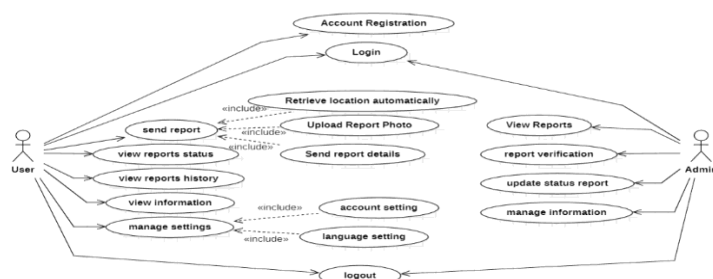 Account Registration
Login
Retrieve location automatically
«include»
Upload Report Photo
View Reports
send report
«include»
view reports status
Send report details
report verification
User
Admin
«include»
view reports history
update status report
view information
account setting
«include»
manage information
manage settings
language setting
«include»
logout